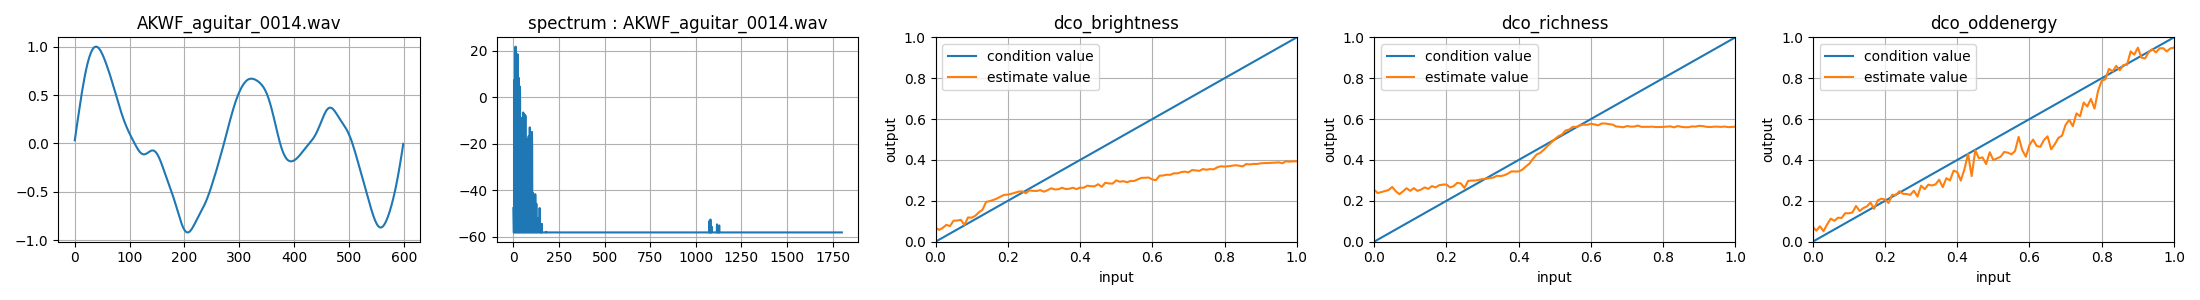 AKWF_aguitar_0014.wav
1.0
0.5
0.0
−0.5
−1.0
0 100 200 300 400 500 600
spectrum : AKWF_aguitar_0014.wav
20
0
−20
−40
−60
0 250 500 750 1000 1250 1500 1750
dco_brightness
condition value
estimate value
output
1.0
0.8
0.6
0.4
0.2
0.0
0.0 0.2 0.4 0.6 0.8 1.0
input
dco_richness
condition value
estimate value
output
1.0
0.8
0.6
0.4
0.2
0.0
0.0 0.2 0.4 0.6 0.8 1.0
input
dco_oddenergy
condition value
estimate value
output
1.0
0.8
0.6
0.4
0.2
0.0
0.0 0.2 0.4 0.6 0.8 1.0
input